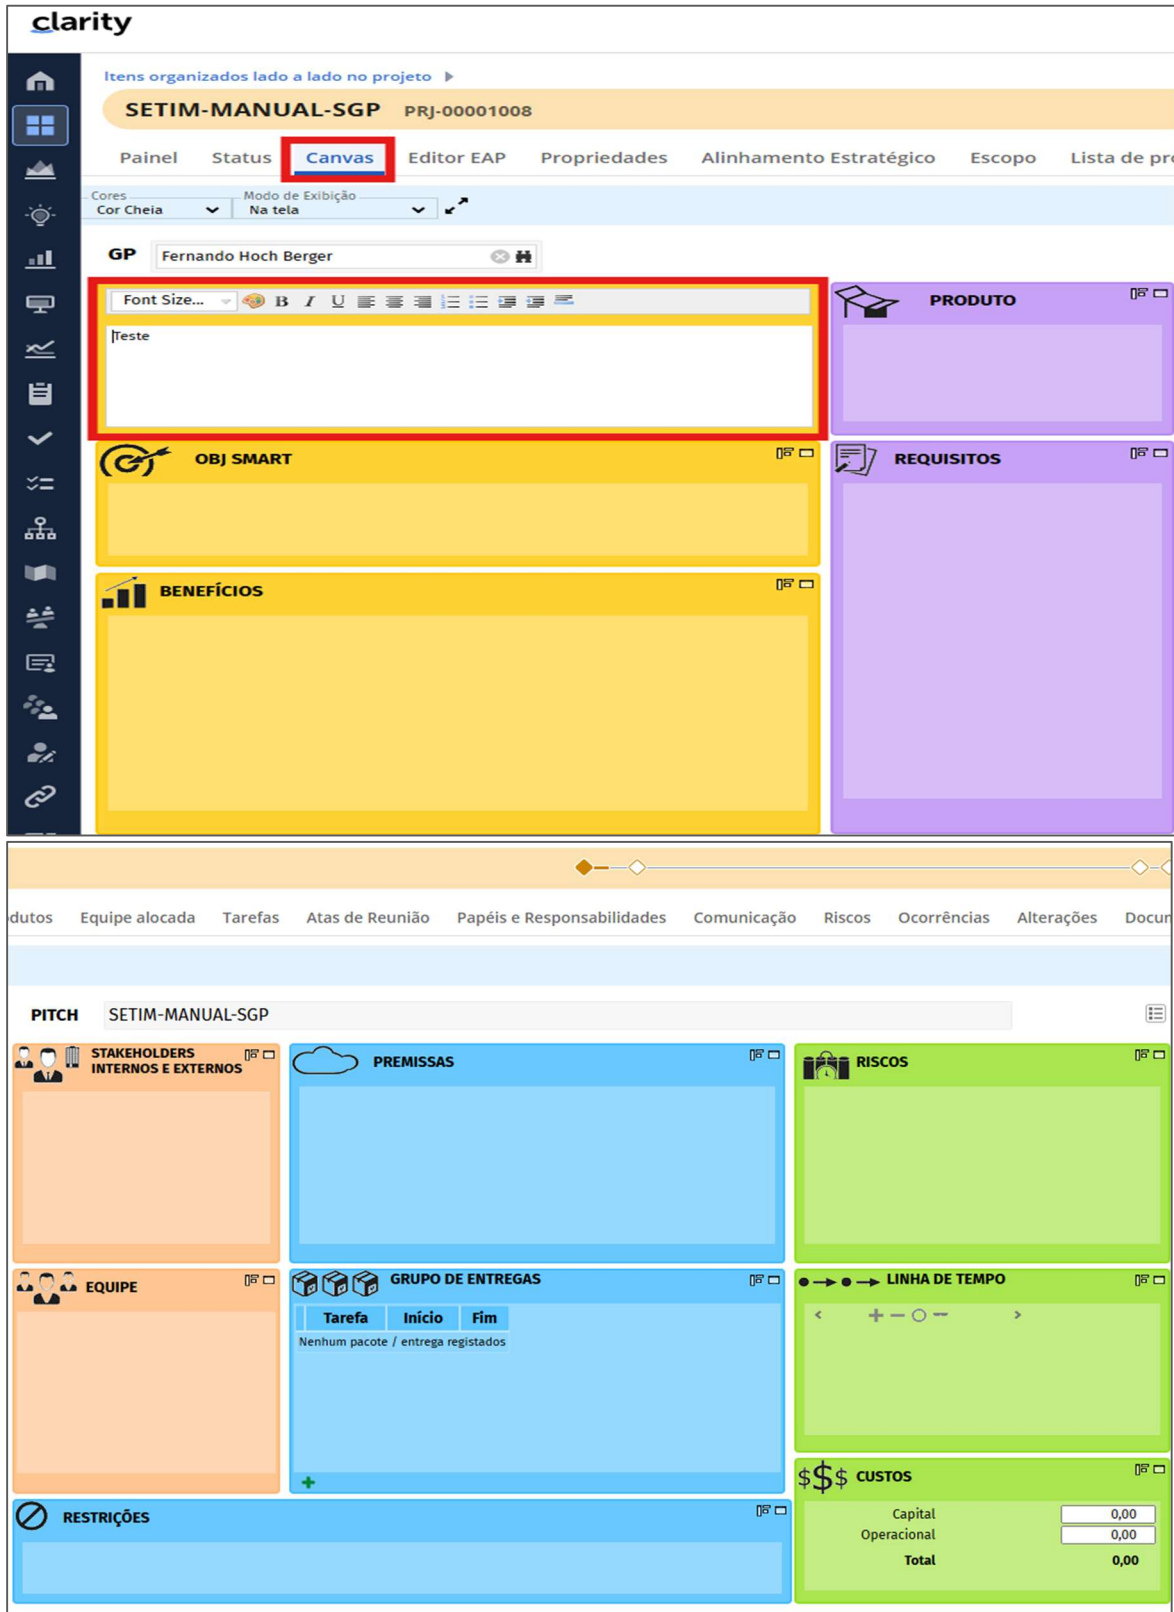 clarity
Itens organizados lado a lado no projeto
SETIM-MANUAL-SGP PRJ-00001008
Painel Status Canvas Editor EAP Propriedades Alinhamento Estratégico Escopo Lista de pro
Cores Modo de Exibição
Cor Cheia Na tela
GP Fernando Hoch Berger
Font Size... B I U
Teste
PRODUTO
OBJ SMART
REQUISITOS
BENEFÍCIOS
dutos Equipe alocada Tarefas Atas de Reunião Papéis e Responsabilidades Comunicação Riscos Ocorrências Alterações Docum
PITCH SETIM-MANUAL-SGP
STAKEHOLDERS
INTERNOS E EXTERNOS
PREMISSAS
RISCOS
EQUIPE
GRUPO DE ENTREGAS
Tarefa Início Fim
Nenhum pacote / entrega registados
LINHA DE TEMPO
$$$ CUSTOS
Capital 0,00
Operacional 0,00
Total 0,00
RESTRIÇÕES